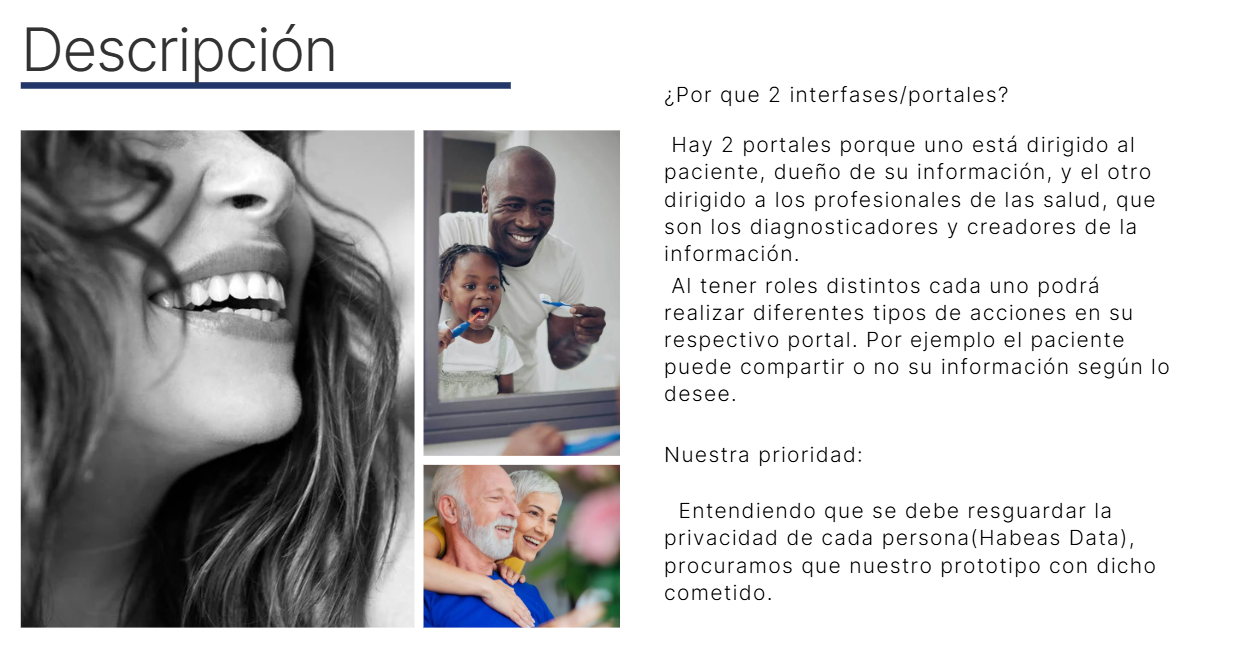 Descripción
¿Por que 2 interfases/portales?
Hay 2 portales porque uno está dirigido al
paciente, dueño de su información, y el otro
dirigido a los profesionales de las salud, que
son los diagnosticadores y creadores de la
información.
Al tener roles distintos cada uno podrá
realizar diferentes tipos de acciones en su
respectivo portal. Por ejemplo el paciente
puede compartir o no su información según lo
desee.
Nuestra prioridad:
Entendiendo que se debe resguardar la
privacidad de cada persona(Habeas Data),
procuramos que nuestro prototipo con dicho
cometido.